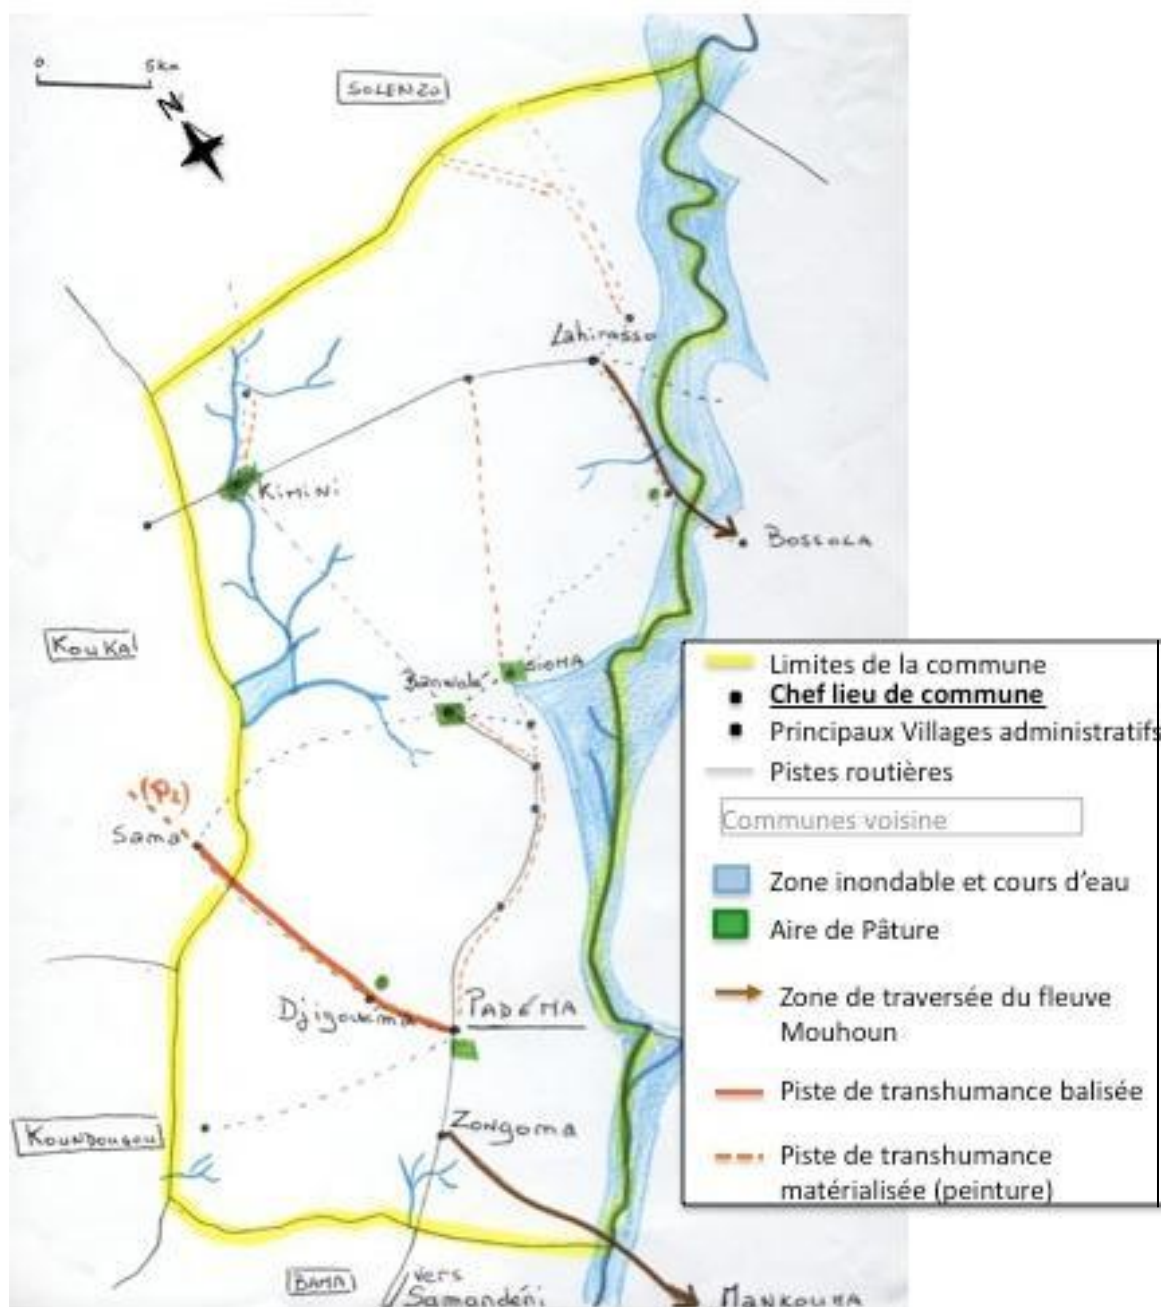 0 5km
N
SOLENZO
Lahirasso
Kimini
BOSSOLA
KOUKA
SIOMA
Banwalé
(P2)
Sama
Djigouéma
PADÉMA
KOUNDOUGOU
Zongoma
BAMA
vers
Samandéni
MANKOUMA
Limites de la commune
Chef lieu de commune
Principaux Villages administratifs
Pistes routières
Communes voisine
Zone inondable et cours d'eau
Aire de Pâture
Zone de traversée du fleuve
Mouhoun
Piste de transhumance balisée
Piste de transhumance
matérialisée (peinture)